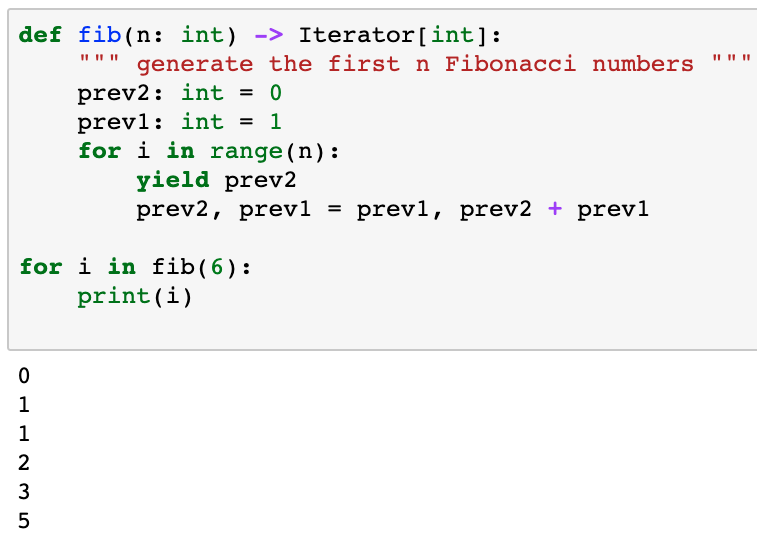 def fib(n: int) -> Iterator[int]:
    """ generate the first n Fibonacci numbers """
    prev2: int = 0
    prev1: int = 1
    for i in range(n):
        yield prev2
        prev2, prev1 = prev1, prev2 + prev1

for i in fib(6):
    print(i)

0
1
1
2
3
5